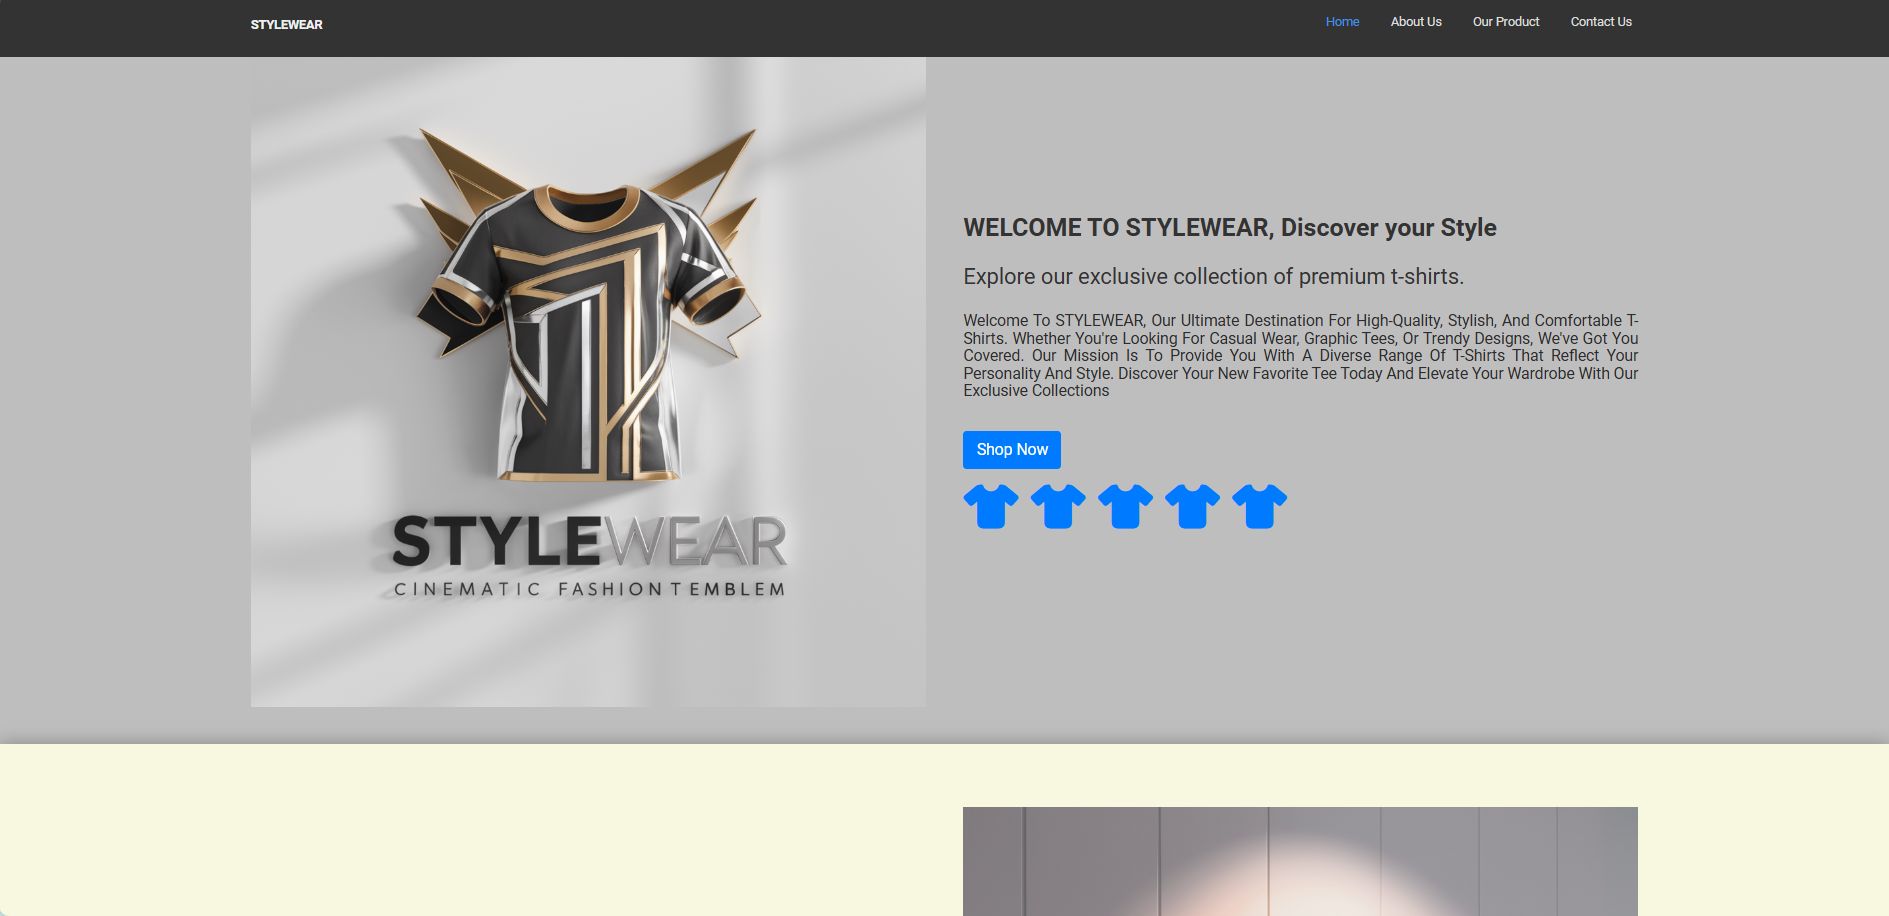 STYLEWEAR
Home
About Us
Our Product
Contact Us
STYLEWEAR
CINEMATIC FASHIONTEMBLEM
WELCOME TO STYLEWEAR, Discover your Style
Explore our exclusive collection of premium t-shirts.
Welcome To STYLEWEAR, Our Ultimate Destination For High-Quality, Stylish, And Comfortable T-
Shirts. Whether You're Looking For Casual Wear, Graphic Tees, Or Trendy Designs, We've Got You
Covered. Our Mission Is To Provide You With A Diverse Range Of T-Shirts That Reflect Your
Personality And Style. Discover Your New Favorite Tee Today And Elevate Your Wardrobe With Our
Exclusive Collections
Shop Now